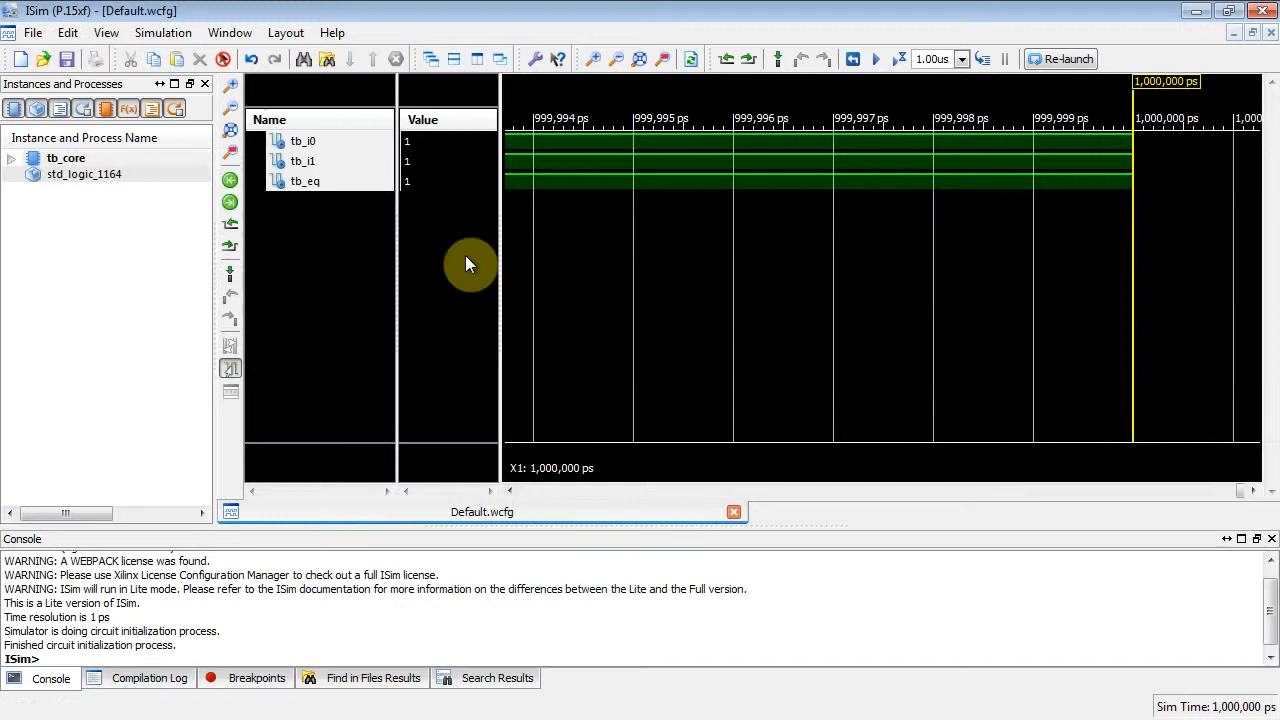 ISim (P.15xf) - [Default.wcfg]
File Edit View Simulation Window Layout Help
1.00us Re-launch
Instances and Processes
Instance and Process Name
tb_core
std_logic_1164
Name Value
tb_i0 1
tb_i1 1
tb_eq 1
1,000,000 ps
999,994 ps 999,995 ps 999,996 ps 999,997 ps 999,998 ps 999,999 ps 1,000,000 ps 1,000
X1: 1,000,000 ps
Default.wcfg
Console
WARNING: A WEBPACK license was found.
WARNING: Please use Xilinx License Configuration Manager to check out a full ISim license.
WARNING: ISim will run in Lite mode. Please refer to the ISim documentation for more information on the differences between the Lite and the Full version.
This is a Lite version of ISim.
Time resolution is 1 ps
Simulator is doing circuit initialization process.
Finished circuit initialization process.
ISim>
Console Compilation Log Breakpoints Find in Files Results Search Results
Sim Time: 1,000,000 ps